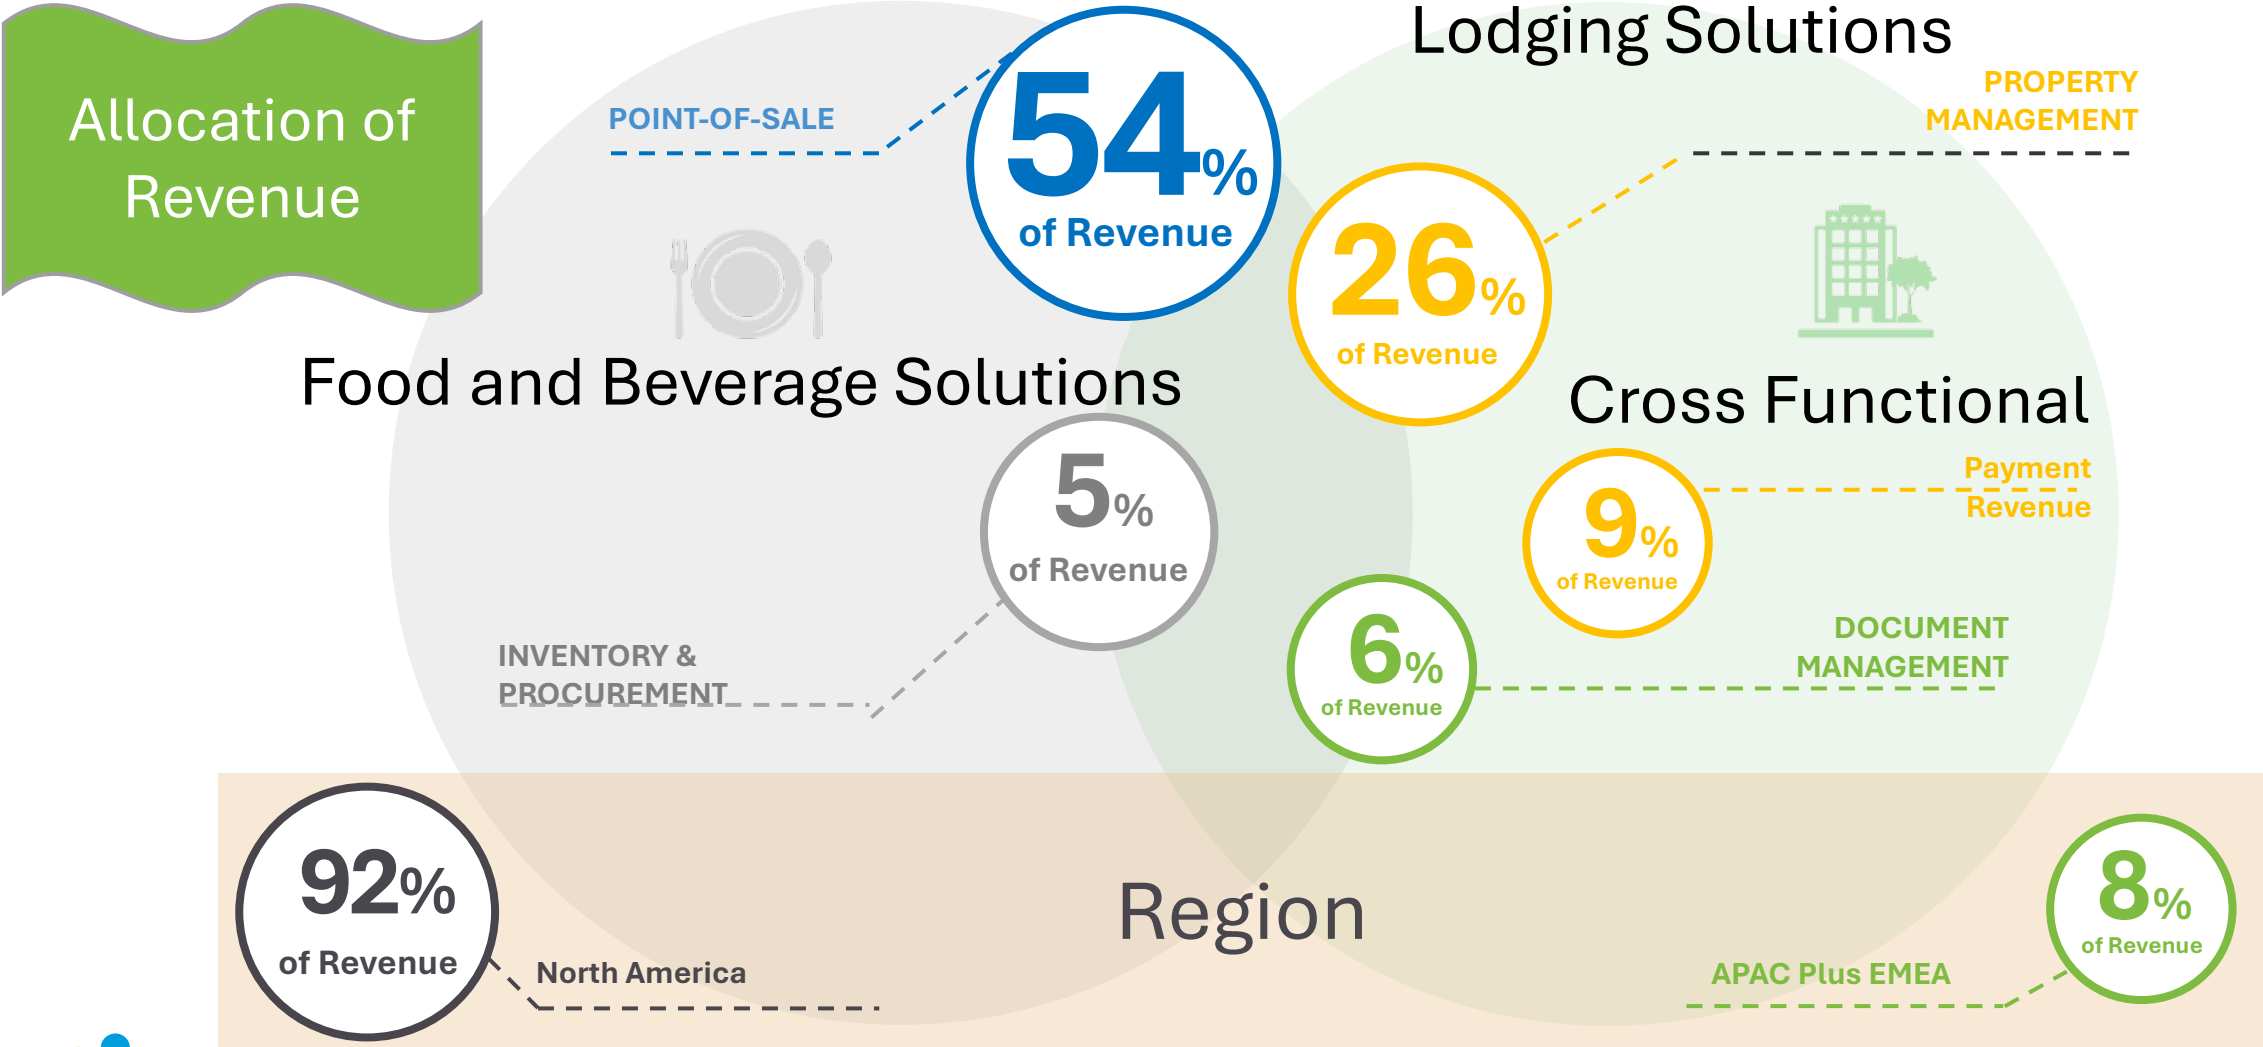 Allocation of
Revenue
POINT-OF-SALE
54%
of Revenue
Lodging Solutions
PROPERTY
MANAGEMENT
26%
of Revenue
Food and Beverage Solutions
5%
of Revenue
INVENTORY &
PROCUREMENT
Cross Functional
Payment
Revenue
9%
of Revenue
DOCUMENT
MANAGEMENT
6%
of Revenue
92%
of Revenue
North America
Region
8%
of Revenue
APAC Plus EMEA